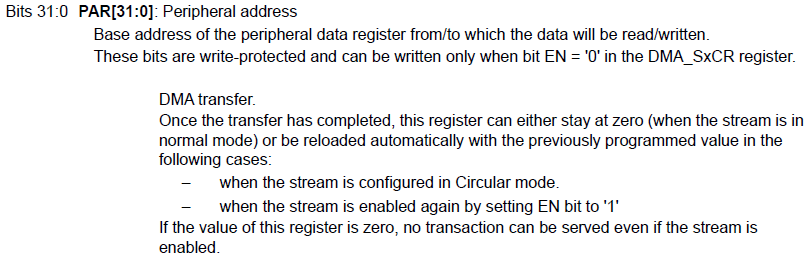 Bits 31:0 PAR[31:0]: Peripheral address
Base address of the peripheral data register from/to which the data will be read/written.
These bits are write-protected and can be written only when bit EN = '0' in the DMA_SxCR register.
DMA transfer.
Once the transfer has completed, this register can either stay at zero (when the stream is in
normal mode) or be reloaded automatically with the previously programmed value in the
following cases:
– when the stream is configured in Circular mode.
– when the stream is enabled again by setting EN bit to '1'
If the value of this register is zero, no transaction can be served even if the stream is
enabled.